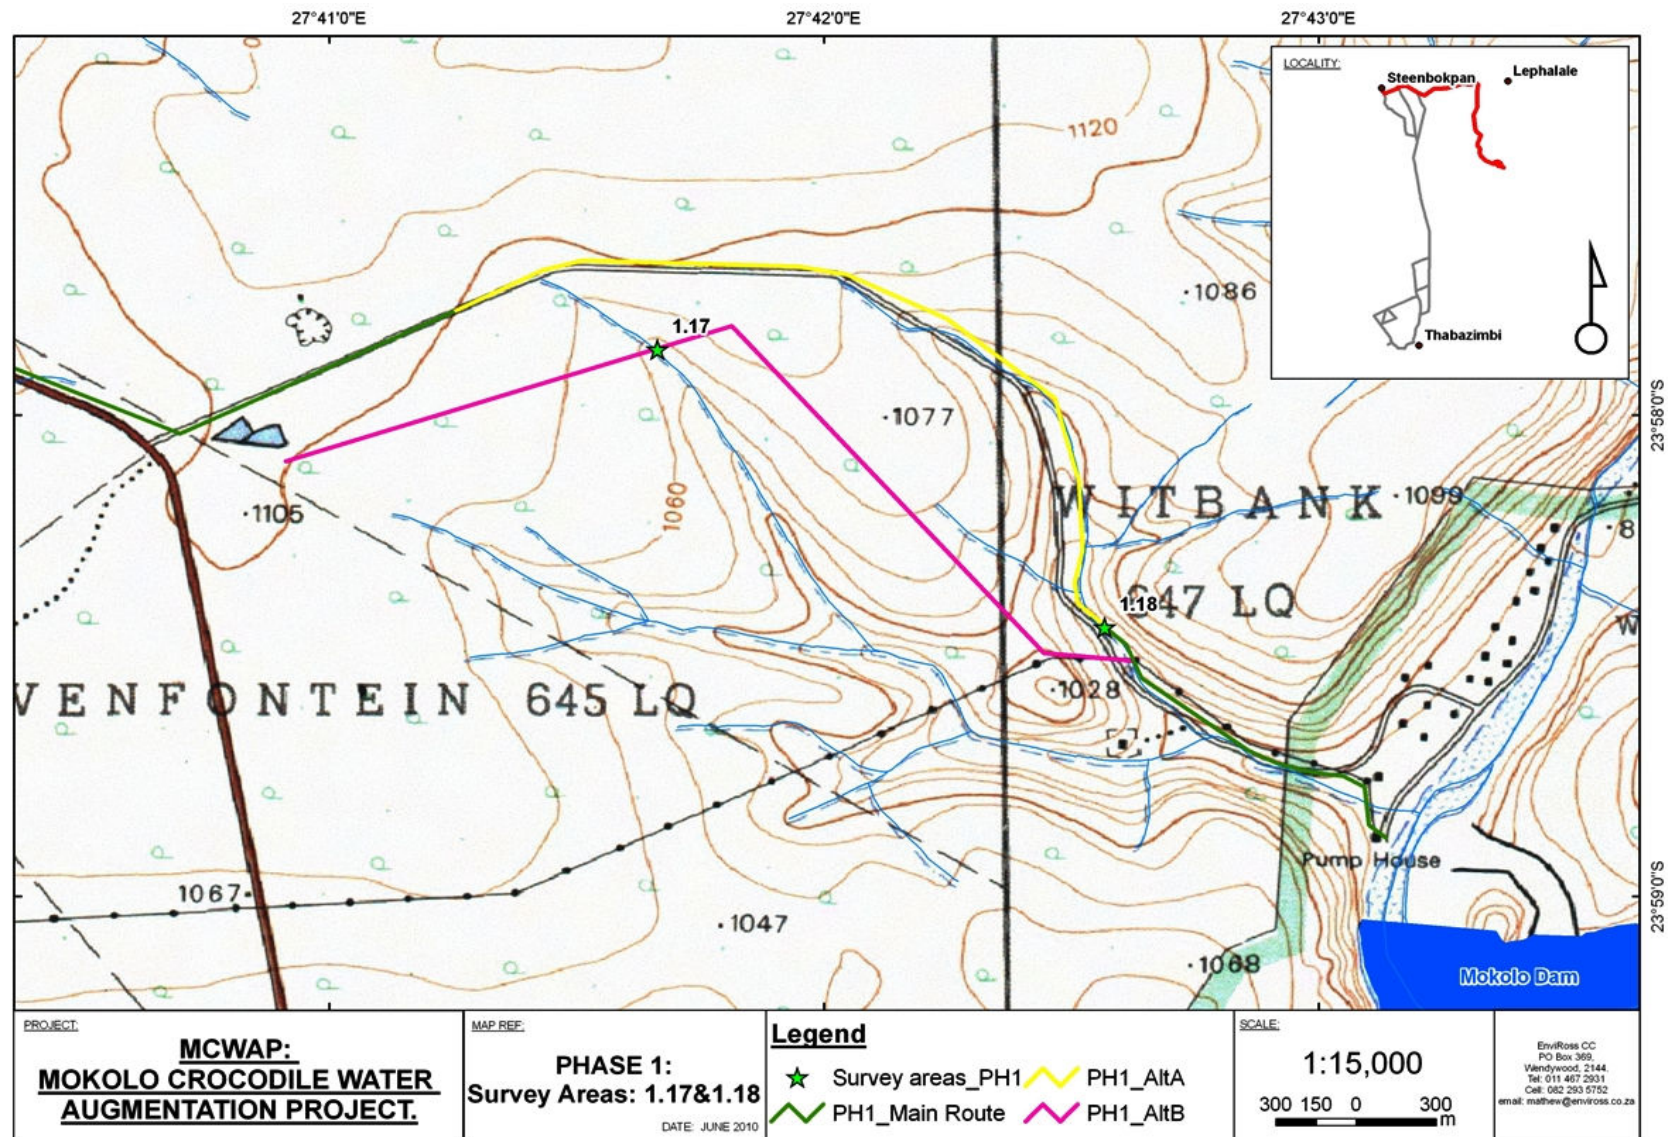 27°41'0"E
27°42'0"E
27°43'0"E
LOCALITY:
Steenbokpan
Lephalale
Thabazimbi
1120
1086
1.17
1077
23°58'0"S
1105
1060
WITBANK
1099
8
1.18
647 LQ
W
VENFONTEIN 645 LQ
1028
Pump House
1067
1047
1068
23°59'0"S
Mokolo Dam
PROJECT:
MCWAP:
MOKOLO CROCODILE WATER
AUGMENTATION PROJECT.
MAP REF:
PHASE 1:
Survey Areas: 1.17&1.18
DATE: JUNE 2010
Legend
Survey areas_PH1
PH1_AltA
PH1_Main Route
PH1_AltB
SCALE:
1:15,000
300 150 0 300
m
EnviRoss CC
PO Box 369,
Wendywood, 2144.
Tel: 011 467 2931
Cell: 082 293 5752
email: mathew@enviross.co.za